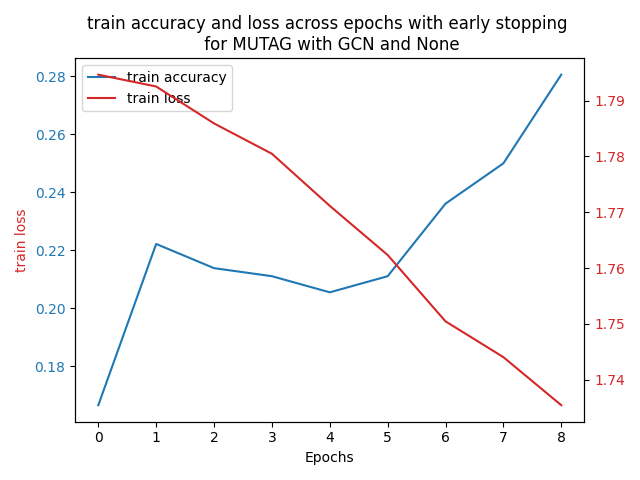 train accuracy and loss across epochs with early stopping
for MUTAG with GCN and None
train accuracy
train loss
0.28
0.26
0.24
0.22
0.20
0.18
train loss
1.79
1.78
1.77
1.76
1.75
1.74
0 1 2 3 4 5 6 7 8
Epochs